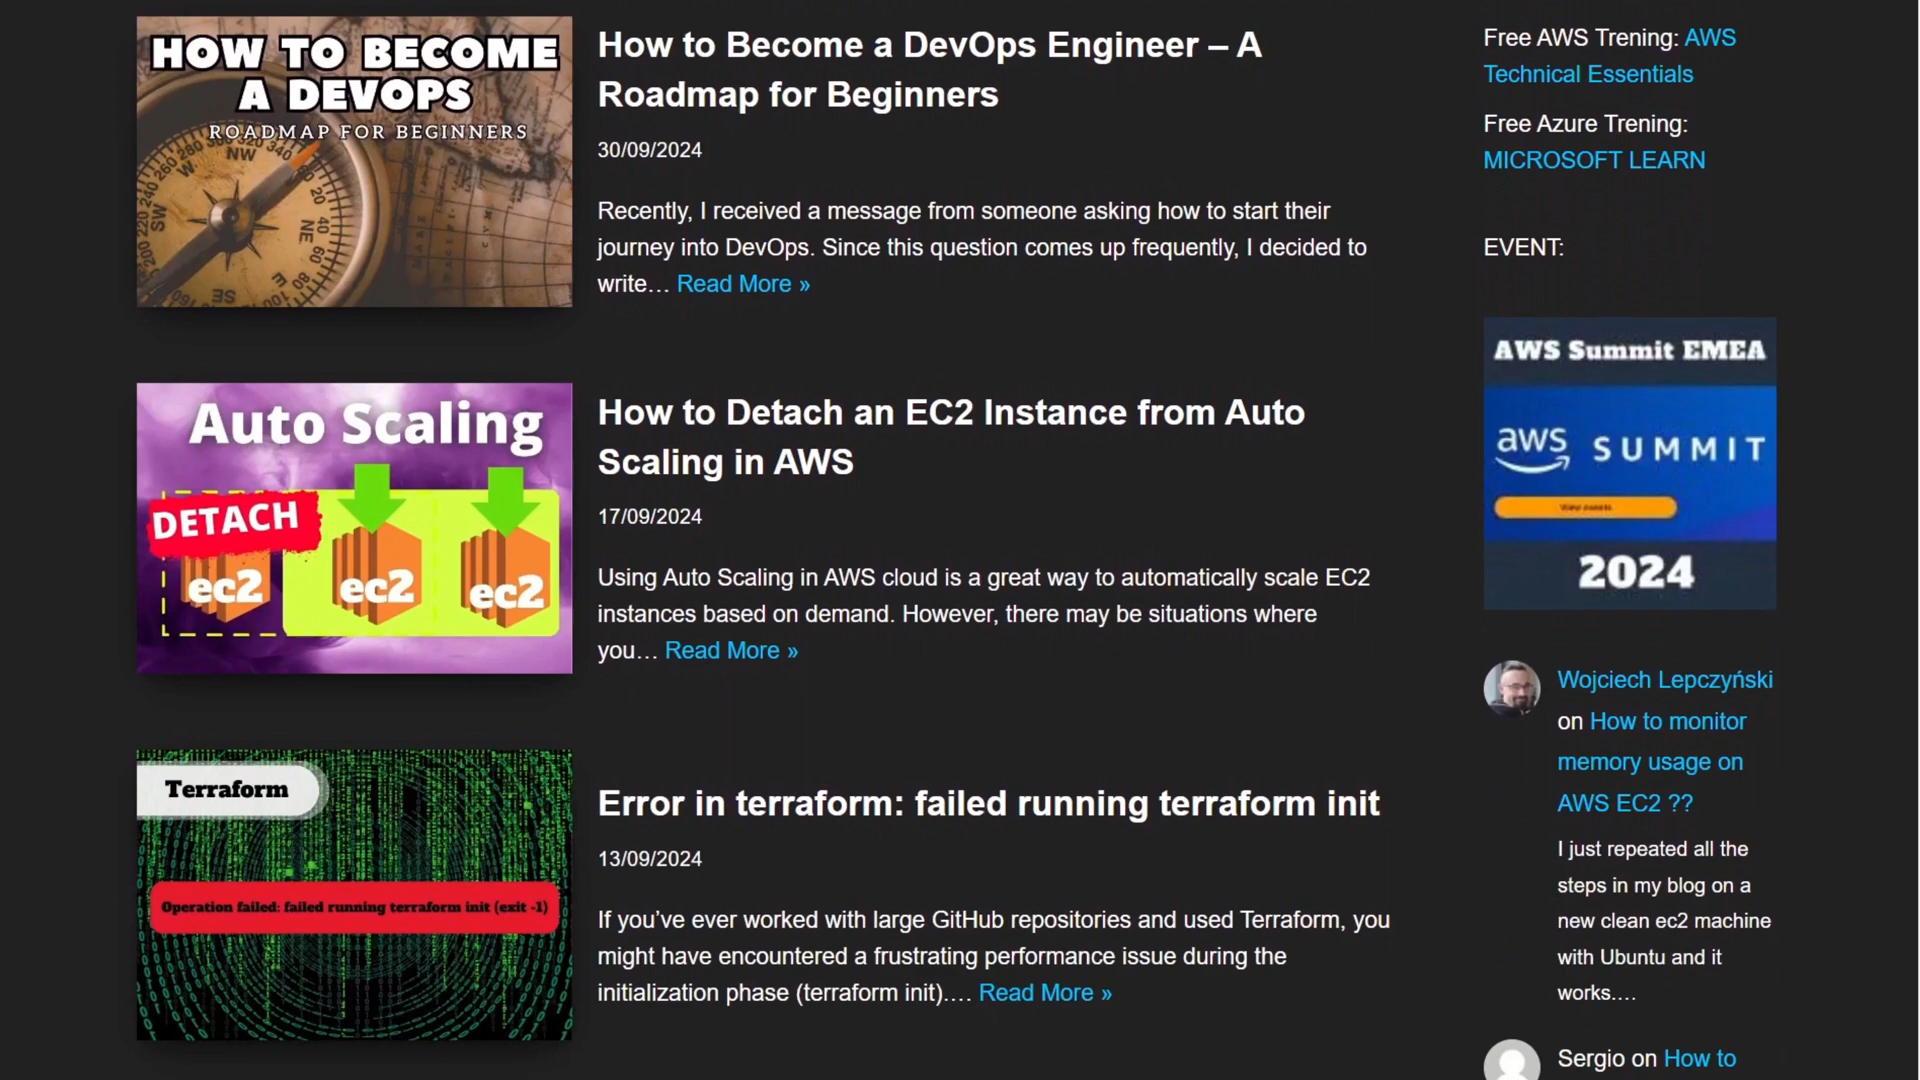 HOW TO BECOME
A DEVOPS
ROADMAP FOR BEGINNERS
How to Become a DevOps Engineer – A
Roadmap for Beginners
30/09/2024
Recently, I received a message from someone asking how to start their
journey into DevOps. Since this question comes up frequently, I decided to
write… Read More »
Auto Scaling
DETACH
ec2
ec2
ec2
How to Detach an EC2 Instance from Auto
Scaling in AWS
17/09/2024
Using Auto Scaling in AWS cloud is a great way to automatically scale EC2
instances based on demand. However, there may be situations where
you… Read More »
Terraform
Operation failed: failed running terraform init (exit -1)
Error in terraform: failed running terraform init
13/09/2024
If you’ve ever worked with large GitHub repositories and used Terraform, you
might have encountered a frustrating performance issue during the
initialization phase (terraform init).… Read More »
Free AWS Trening: AWS
Technical Essentials
Free Azure Trening:
MICROSOFT LEARN
EVENT:
AWS Summit EMEA
aws SUMMIT
2024
Wojciech Lepczyński
on How to monitor
memory usage on
AWS EC2 ??
I just repeated all the
steps in my blog on a
new clean ec2 machine
with Ubuntu and it
works.…
Sergio on How to